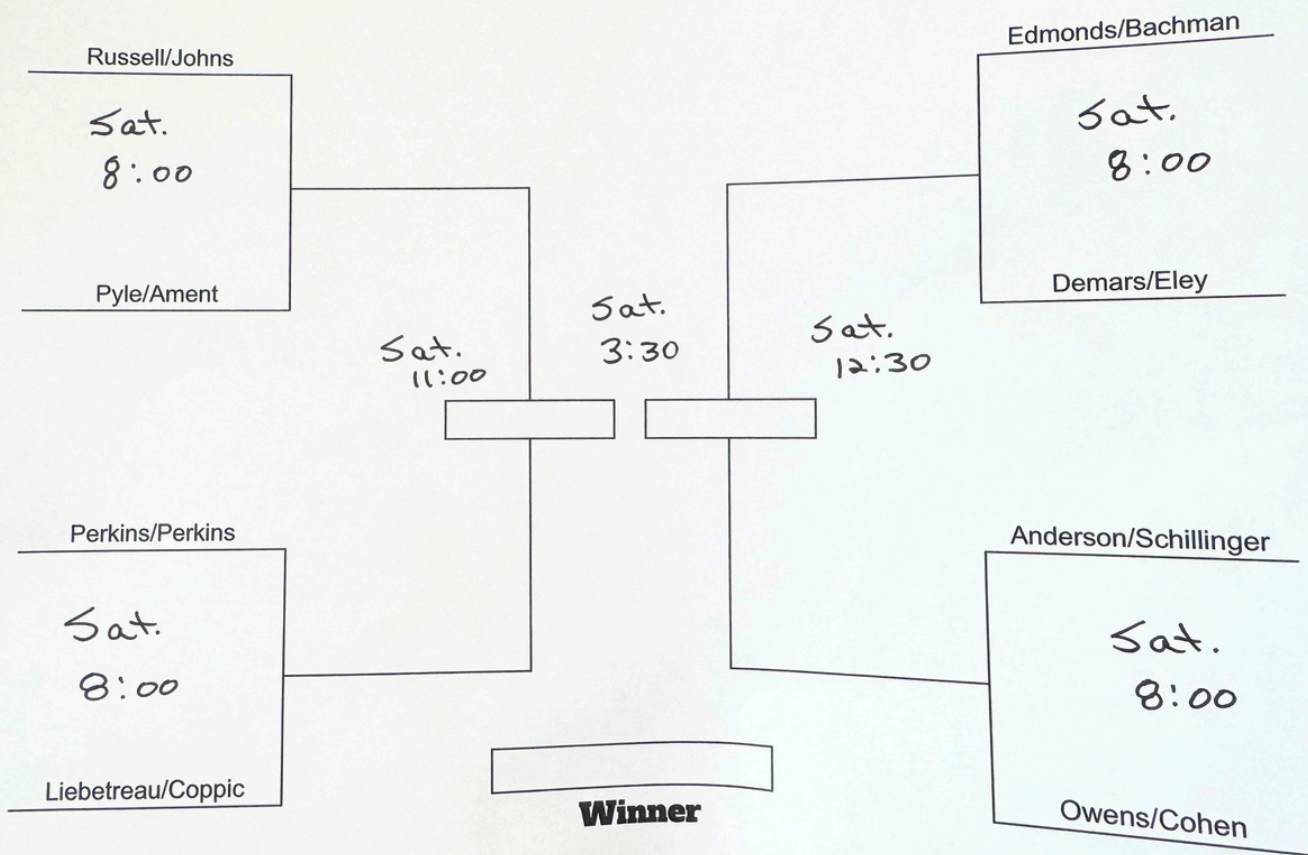 Russell/Johns
Sat.
8:00
Pyle/Ament
Sat.
11:00
Perkins/Perkins
Sat.
8:00
Liebetreau/Coppic
Sat.
3:30
Edmonds/Bachman
Sat.
8:00
Demars/Eley
Sat.
12:30
Anderson/Schillinger
Sat.
8:00
Owens/Cohen
Winner